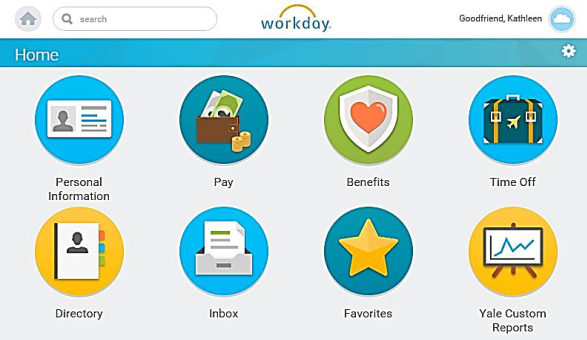 search
workday.
Goodfriend, Kathleen
Home
Personal
Information
Pay
Benefits
Time Off
Directory
Inbox
Favorites
Yale Custom
Reports